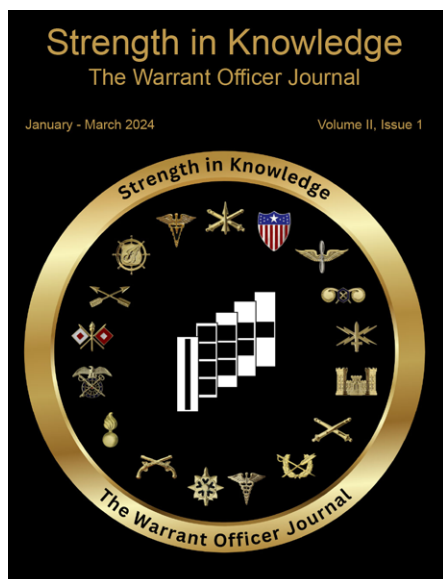 Strength in Knowledge
The Warrant Officer Journal
January - March 2024
Volume II, Issue 1
Strength in Knowledge
The Warrant Officer Journal